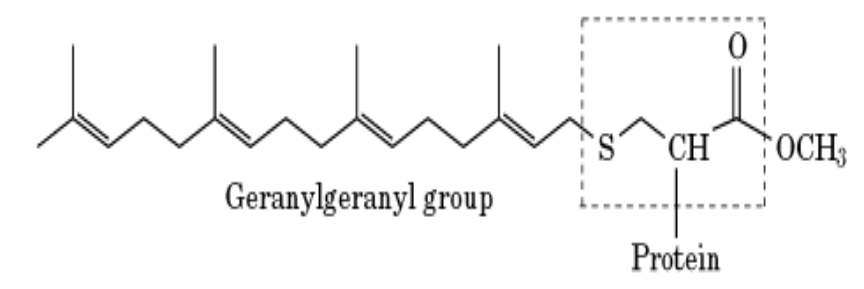 O
S
CH
OCH₃
Geranylgeranyl group
Protein